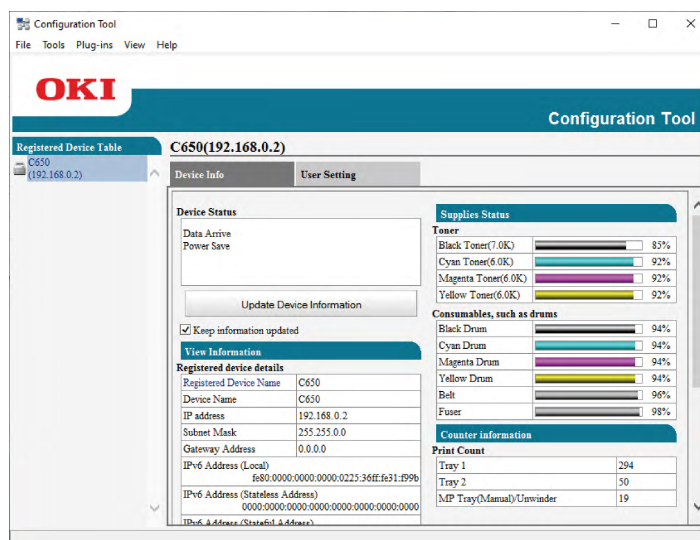 Configuration Tool
File Tools Plug-ins View Help
OKI
Configuration Tool
Registered Device Table
C650
(192.168.0.2)
C650(192.168.0.2)
Device Info User Setting
Device Status
Data Arrive
Power Save
Update Device Information
Keep information updated
View Information
Registered device details
Registered Device Name C650
Device Name C650
IP address 192.168.0.2
Subnet Mask 255.255.0.0
Gateway Address 0.0.0.0
IPv6 Address (Local)
fe80:0000:0000:0000:0225:36ff:fe31:f99b
IPv6 Address (Stateless Address)
0000:0000:0000:0000:0000:0000:0000:0000
IPv6 Address (Stateful Address)
Supplies Status
Toner
Black Toner(7.0K) 85%
Cyan Toner(6.0K) 92%
Magenta Toner(6.0K) 92%
Yellow Toner(6.0K) 92%
Consumables, such as drums
Black Drum 94%
Cyan Drum 94%
Magenta Drum 94%
Yellow Drum 94%
Belt 96%
Fuser 98%
Counter information
Print Count
Tray 1 294
Tray 2 50
MP Tray(Manual)/Unwinder 19